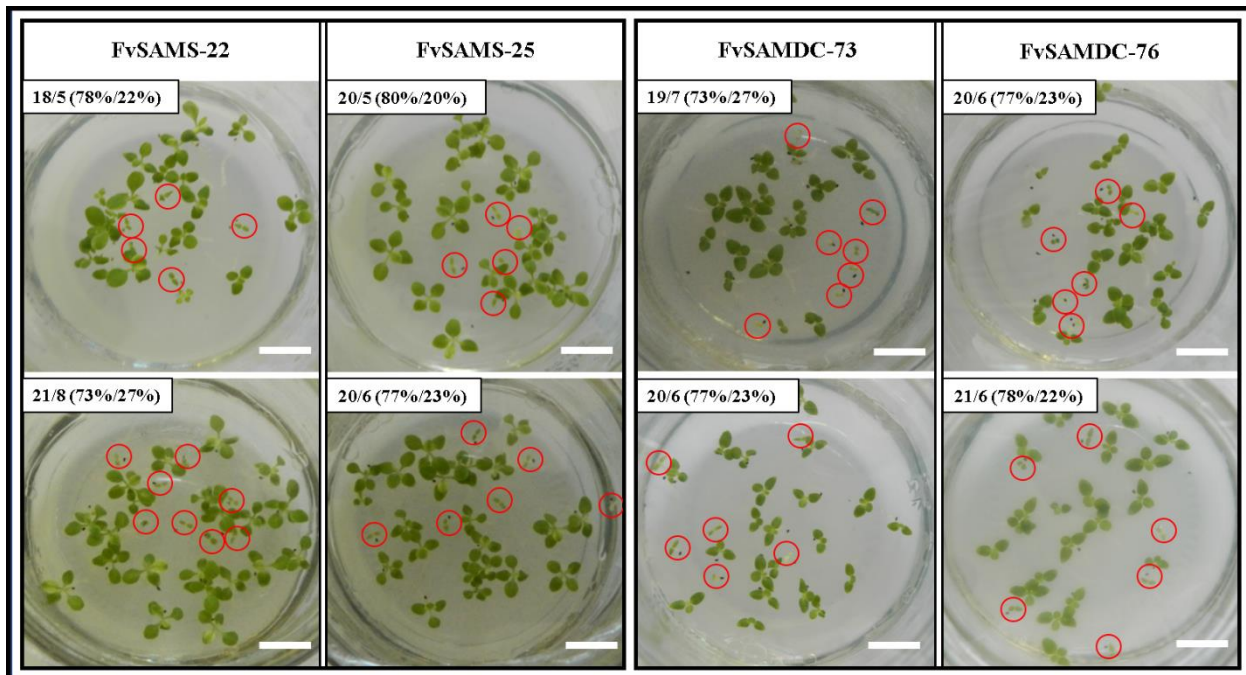 FvSAMS-22
FvSAMS-25
FvSAMDC-73
FvSAMDC-76
18/5 (78%/22%)
20/5 (80%/20%)
19/7 (73%/27%)
20/6 (77%/23%)
21/8 (73%/27%)
20/6 (77%/23%)
20/6 (77%/23%)
21/6 (78%/22%)